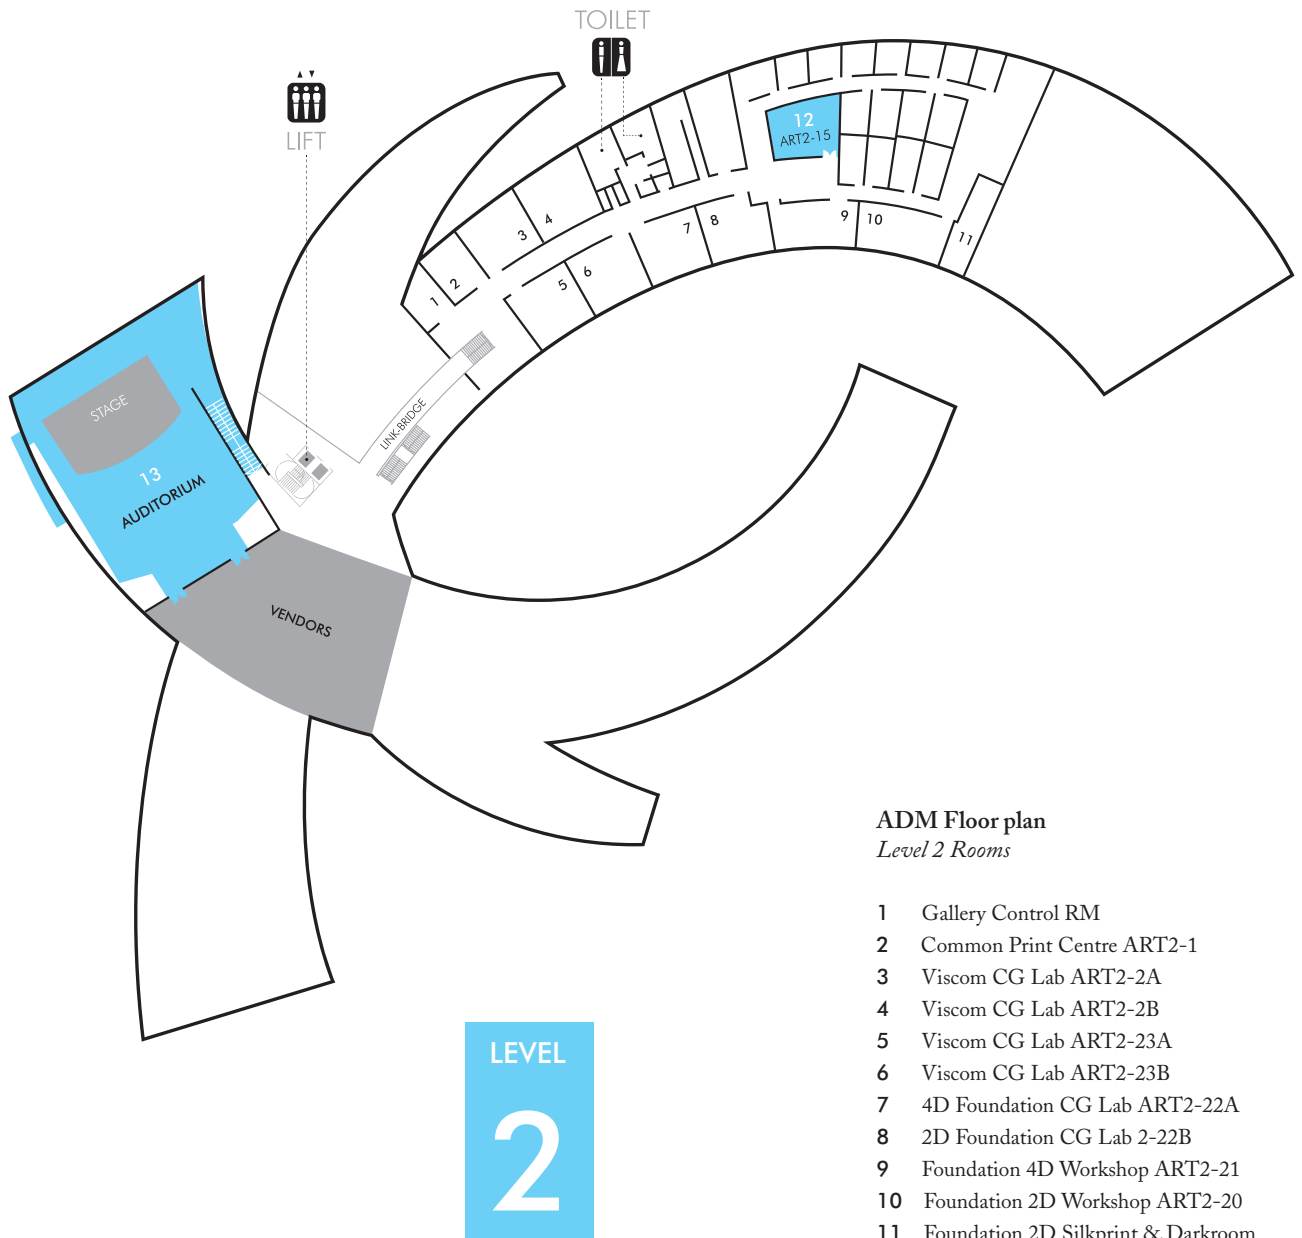 TOILET
LIFT
12
ART2-15
1
2
3
4
5
6
7
8
9
10
11
LINK-BRIDGE
STAGE
13
AUDITORIUM
VENDORS
ADM Floor plan
Level 2 Rooms
1 Gallery Control RM
2 Common Print Centre ART2-1
3 Viscom CG Lab ART2-2A
4 Viscom CG Lab ART2-2B
5 Viscom CG Lab ART2-23A
6 Viscom CG Lab ART2-23B
7 4D Foundation CG Lab ART2-22A
8 2D Foundation CG Lab 2-22B
9 Foundation 4D Workshop ART2-21
10 Foundation 2D Workshop ART2-20
11 Foundation 2D Silkprint & Darkroom
LEVEL
2